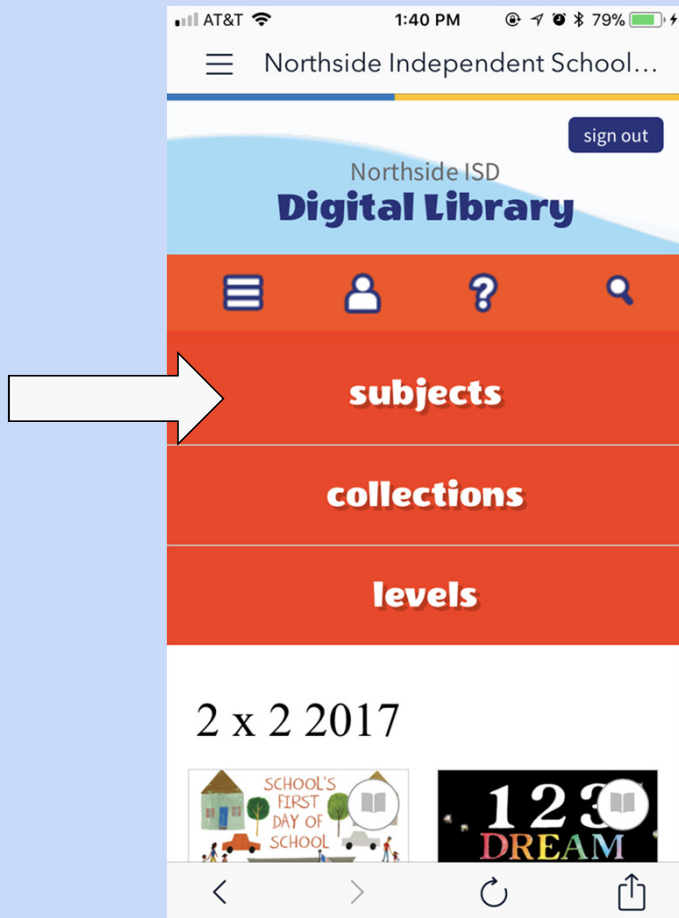 AT&T 1:40 PM 79%
Northside Independent School...
sign out
Northside ISD
Digital Library
subjects
collections
levels
2 x 2 2017
SCHOOL'S
FIRST
DAY OF
SCHOOL
123
DREAM